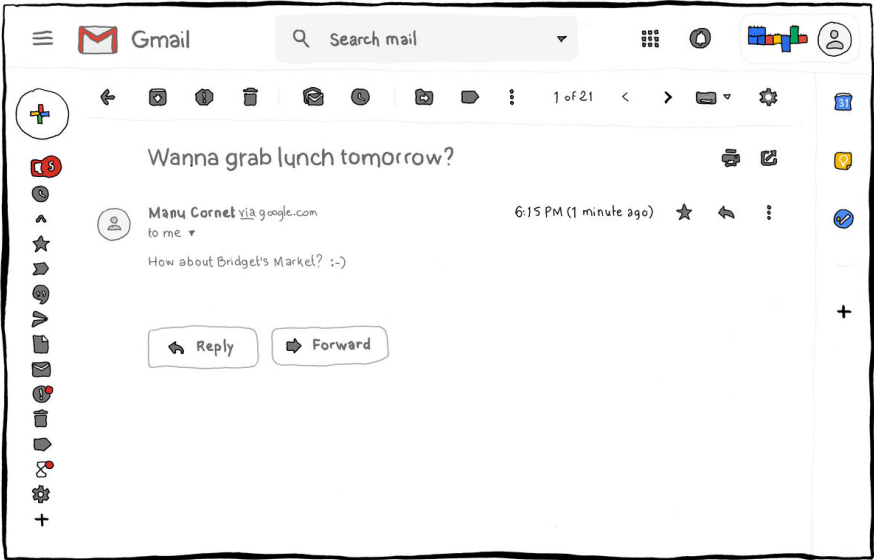 Gmail
Search mail
1 of 21
31
5
Wanna grab lunch tomorrow?
Manu Cornet via google.com
6:15 PM (1 minute ago)
to me
How about Bridget's Market? :-)
Reply
Forward